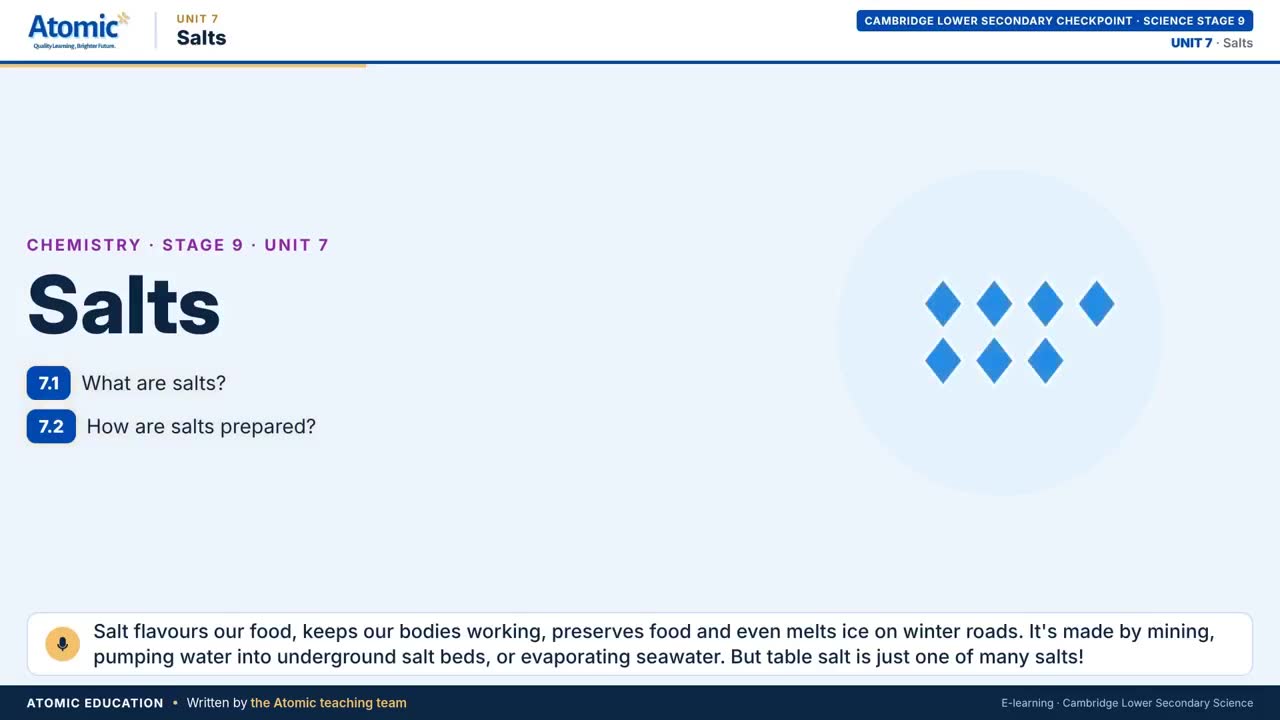 Atomic
Quality Learning, Brighter Future.
UNIT 7
Salts
CAMBRIDGE LOWER SECONDARY CHECKPOINT · SCIENCE STAGE 9
UNIT 7 · Salts
CHEMISTRY · STAGE 9 · UNIT 7
Salts
7.1 What are salts?
7.2 How are salts prepared?
Salt flavours our food, keeps our bodies working, preserves food and even melts ice on winter roads. It's made by mining,
pumping water into underground salt beds, or evaporating seawater. But table salt is just one of many salts!
ATOMIC EDUCATION • Written by the Atomic teaching team
E-learning · Cambridge Lower Secondary Science